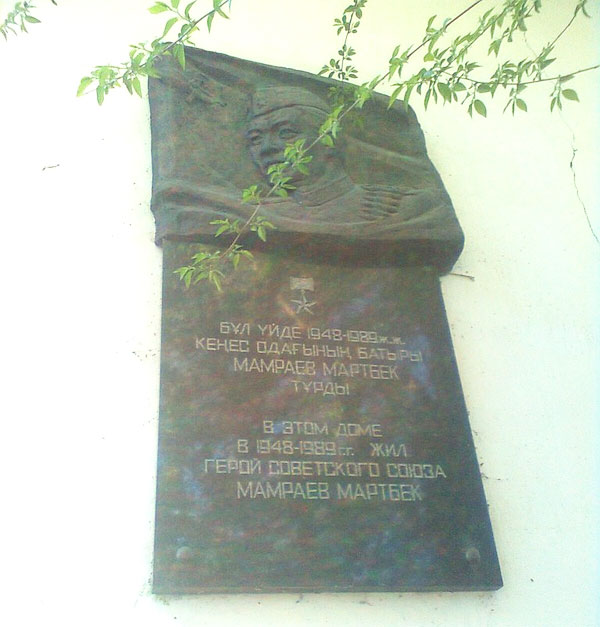 БҰЛ ҮЙДЕ 1948-1989 ж.ж.
КЕҢЕС ОДАҒЫНЫҢ БАТЫРЫ
МАМРАЕВ МАРТБЕК
ТҰРДЫ
В ЭТОМ ДОМЕ
В 1948-1989 гг. ЖИЛ
ГЕРОЙ СОВЕТСКОГО СОЮЗА
МАМРАЕВ МАРТБЕК